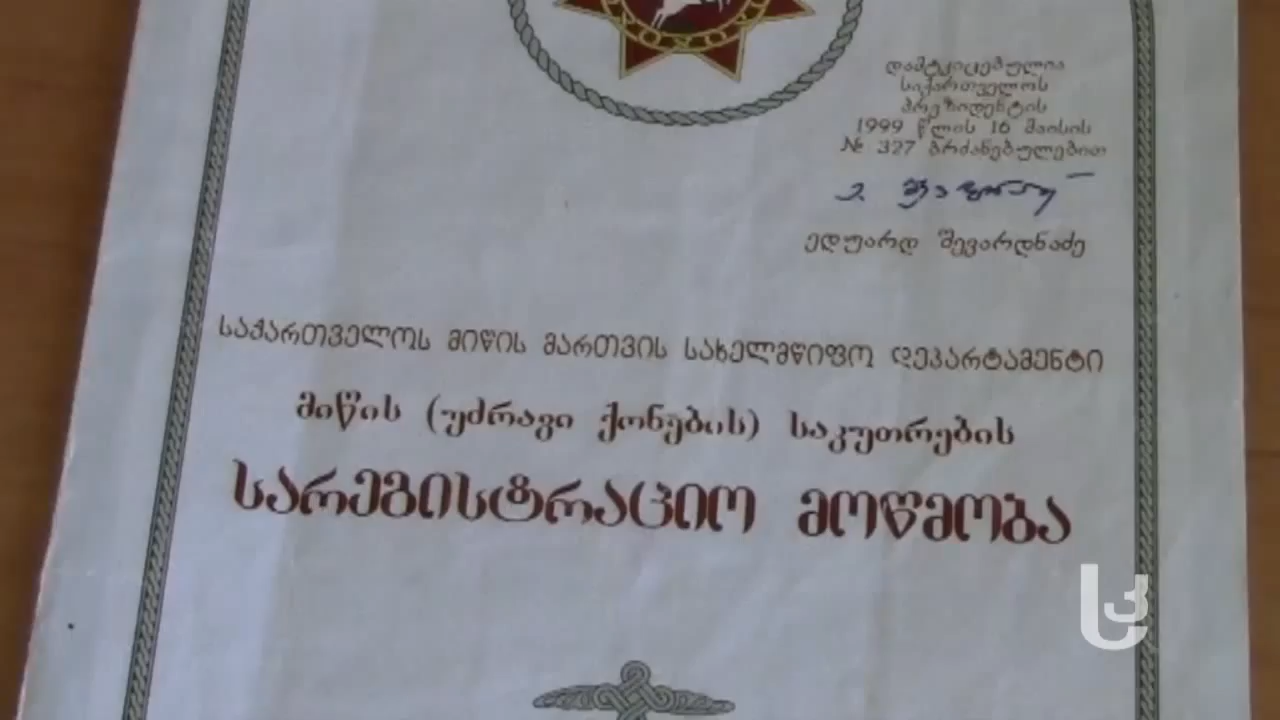 დამტკიცებულია
საქართველოს
პრეზიდენტის
1999 წლის 16 მაისის
№ 327 ბრძანებულებით
ედუარდ შევარდნაძე
საქართველოს მიწის მართვის სახელმწიფო დეპარტამენტი
მიწის (უძრავი ქონების) საკუთრების
სარეგისტრაციო მოწმობა